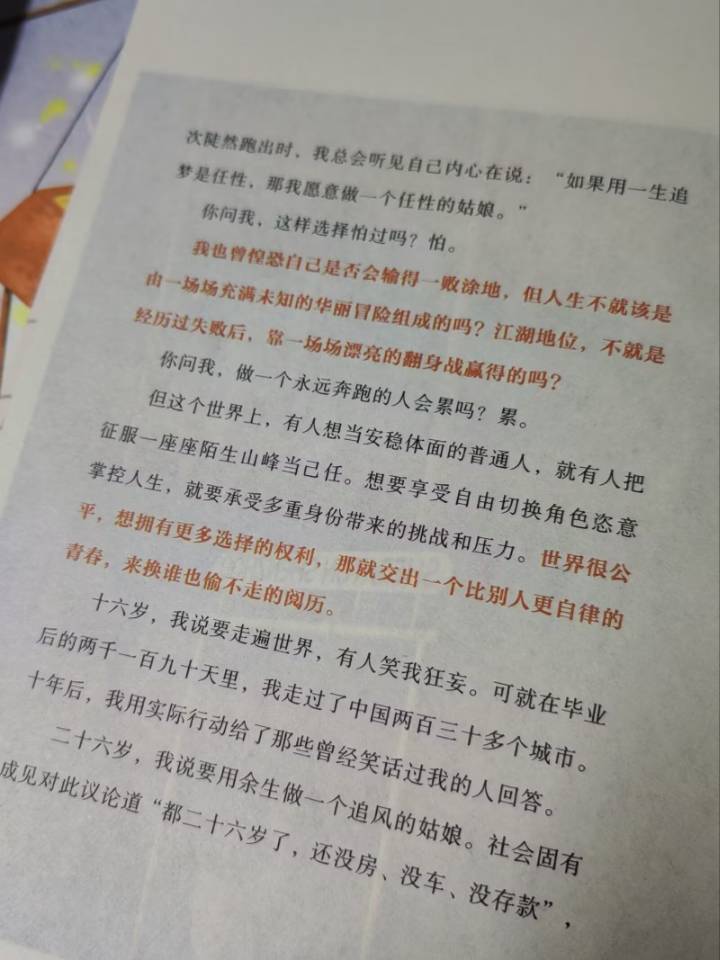 次陡然跑出时，我总会听见自己内心在说：“如果用一生追
梦是任性，那我愿意做一个任性的姑娘。”
你问我，这样选择怕过吗？怕。
我也曾惶恐自己是否会输得一败涂地，但人生不就该是
由一场场充满未知的华丽冒险组成的吗？江湖地位，不就是
经历过失败后，靠一场场漂亮的翻身战赢得的吗？
你问我，做一个永远奔跑的人会累吗？累。
但这个世界上，有人想当安稳体面的普通人，就有人把
征服一座座陌生山峰当己任。想要享受自由切换角色恣意
掌控人生，就要承受多重身份带来的挑战和压力。世界很公
平，想拥有更多选择的权利，那就交出一个比别人更自律的
青春，来换谁也偷不走的阅历。
十六岁，我说要走遍世界，有人笑我狂妄。可就在毕业
后的两千一百九十天里，我走过了中国两百三十多个城市。
十年后，我用实际行动给了那些曾经笑话过我的人回答。
二十六岁，我说要用余生做一个追风的姑娘。社会固有
成见对此议论道“都二十六岁了，还没房、没车、没存款”，